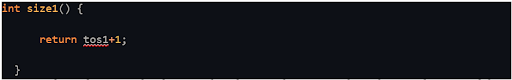 int size1() {
return tos1+1;
}